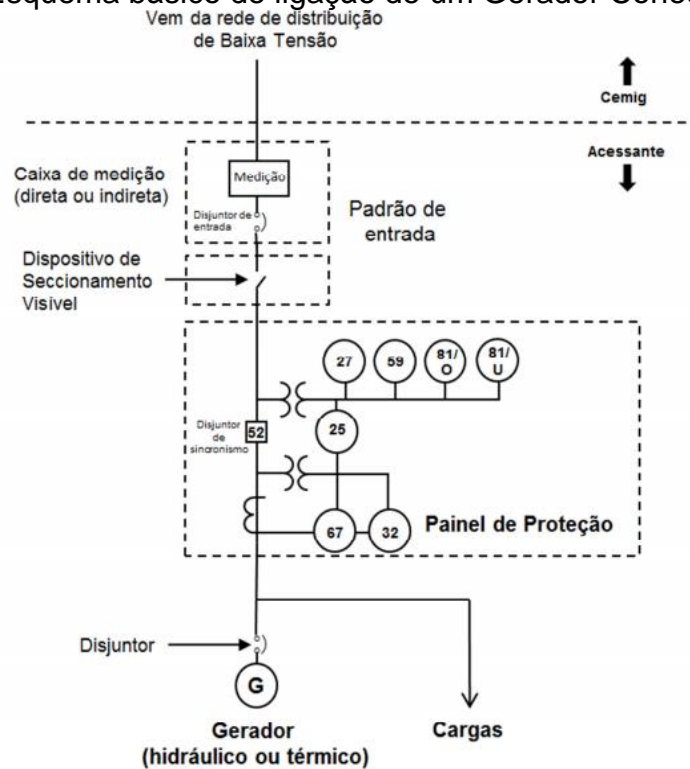 Vem da rede de distribuição
de Baixa Tensão
Cemig
Acessante
Caixa de medição
(direta ou indireta)
Medição
Disjuntor de
entrada
Padrão de
entrada
Dispositivo de
Seccionamento
Visível
27
59
81/
O
81/
U
Disjuntor
de
sincronismo
52
25
67
32
Painel de Proteção
Disjuntor
G
Gerador
(hidráulico ou térmico)
Cargas